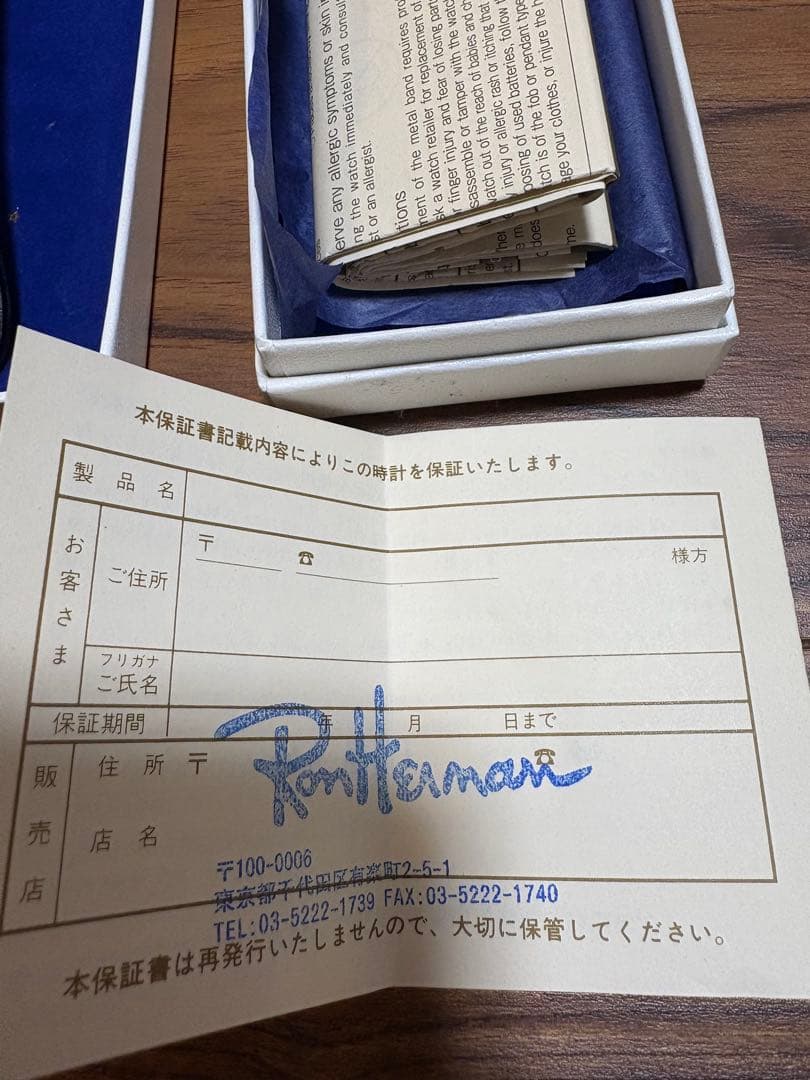 erve any allergic symptoms or skin
ng the watch immediately and consu
st or an allergist.
tions
ment of the metal band requires pro
sk a watch retailer for replacement of
r finger injury and fear of losing part
sassemble or tamper with the watch
watch out of the reach of babies and c
injury or allergic rash or itching that
posing of used batteries, follow
tch is of the fob or pendant type
age your clothes, or injure the
本保証書記載内容によりこの時計を保証いたします。
製品名
お客さま
ご住所 〒 ☎ 様方
フリガナ
ご氏名
保証期間 年 月 日まで
販売店
住所 〒 ☎
Ron Herman
店名
〒100-0006
東京都千代田区有楽町2-5-1
TEL:03-5222-1739 FAX:03-5222-1740
本保証書は再発行いたしませんので、大切に保管してください。